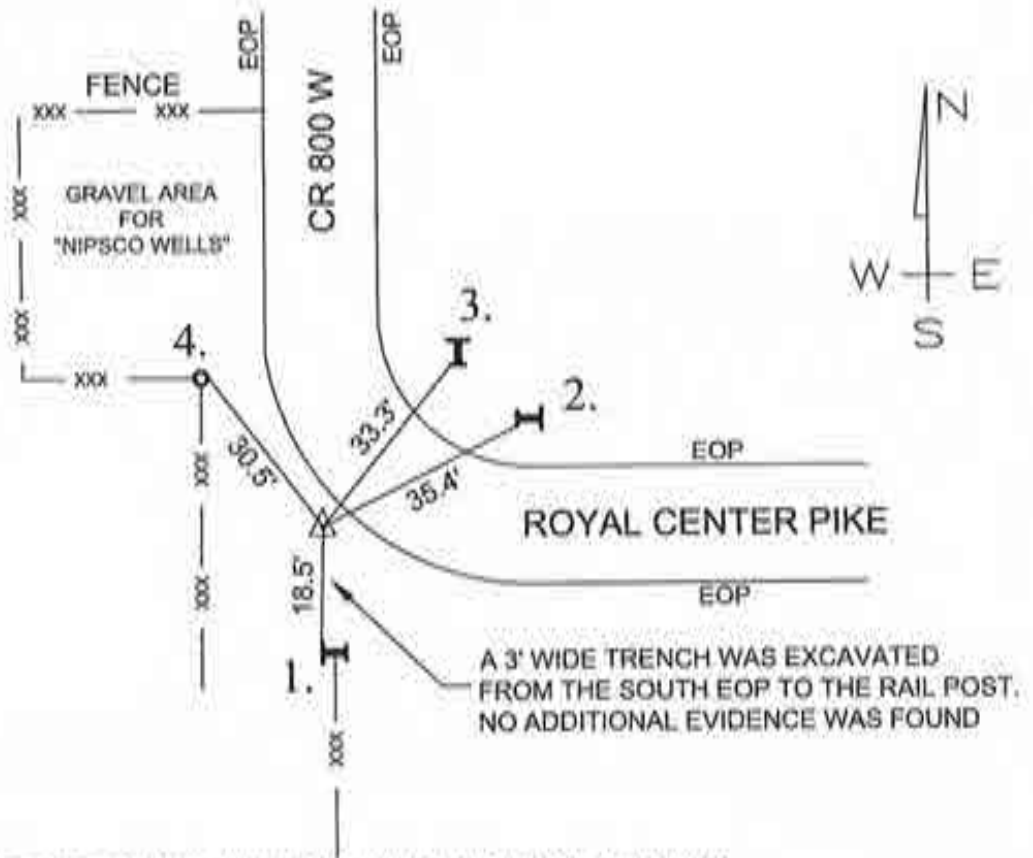 EOP
EOP
FENCE
XXX
XXX
CR 800 W
N
GRAVEL AREA
FOR
"NIPSCO WELLS"
XXX
XXX
W
E
S
3.
4.
XXX
2.
33.3'
30.5'
35.4'
EOP
XXX
ROYAL CENTER PIKE
18.5'
XXX
EOP
1.
A 3' WIDE TRENCH WAS EXCAVATED
FROM THE SOUTH EOP TO THE RAIL POST.
NO ADDITIONAL EVIDENCE WAS FOUND
XXX